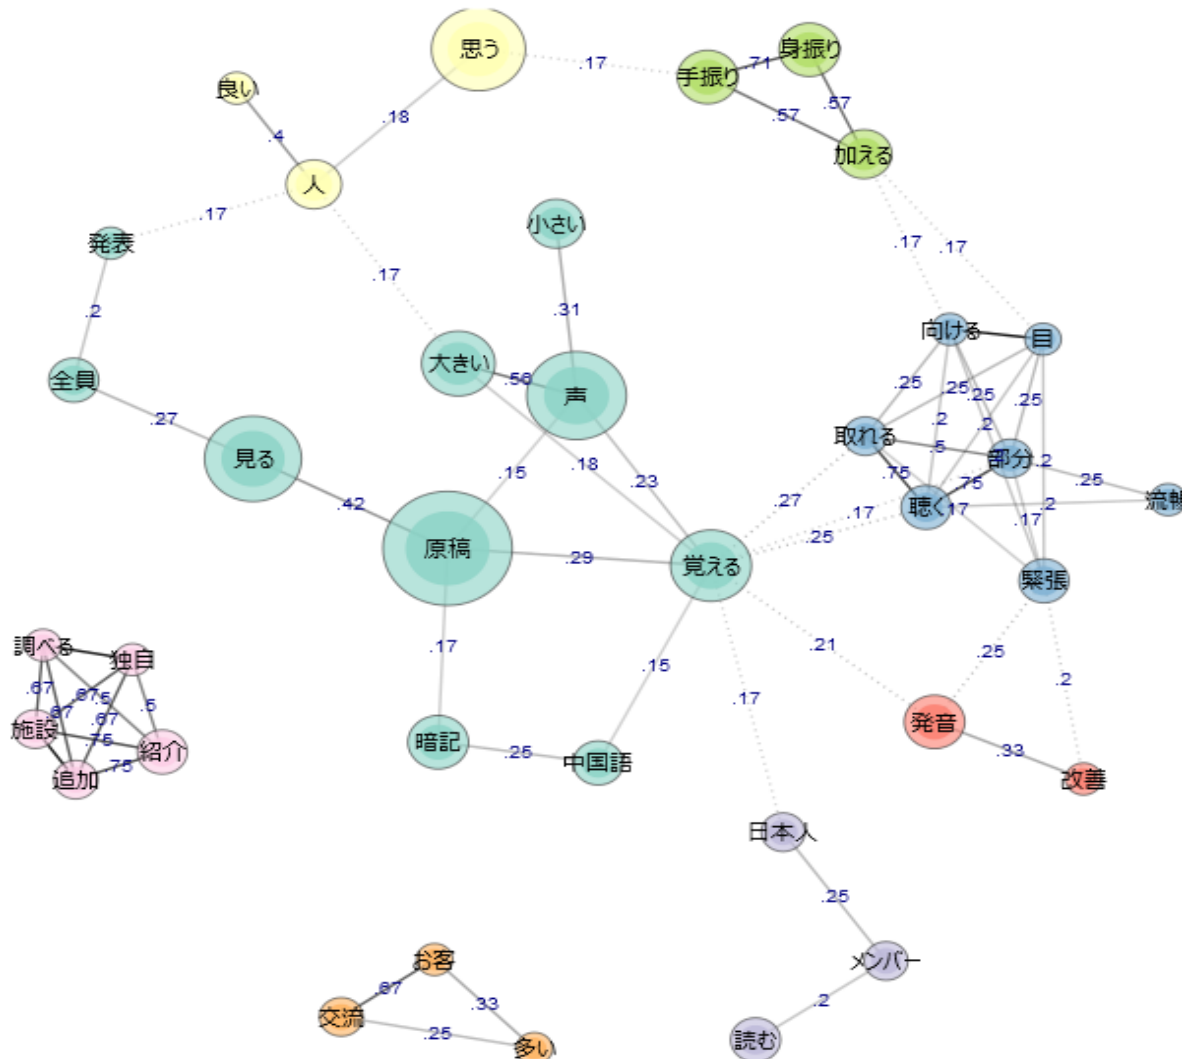 思う
身振り
.17
.71
手振り
良い
.57
.4
.18
.57
加える
人
.17
小さい
発表
.17
.17
.17
.2
.31
大きい
.56
声
向ける
目
全員
.25
.25
.25
.25
.27
.2
.2
取れる
.5
部分
見る
.15
.18
.23
.27
.75
.75
.2
.25
.42
聴く
.17
.17
.2
流暢
原稿
.29
覚える
.25
.17
緊張
調べる
独自
.17
.15
.21
.25
.2
.67
.67
.5
.5
.67
.67
施設
.75
紹介
.75
追加
.17
発音
.33
改善
暗記
.25
中国語
日本人
.25
お客
メンバー
.67
.33
.2
交流
.25
多い
読む